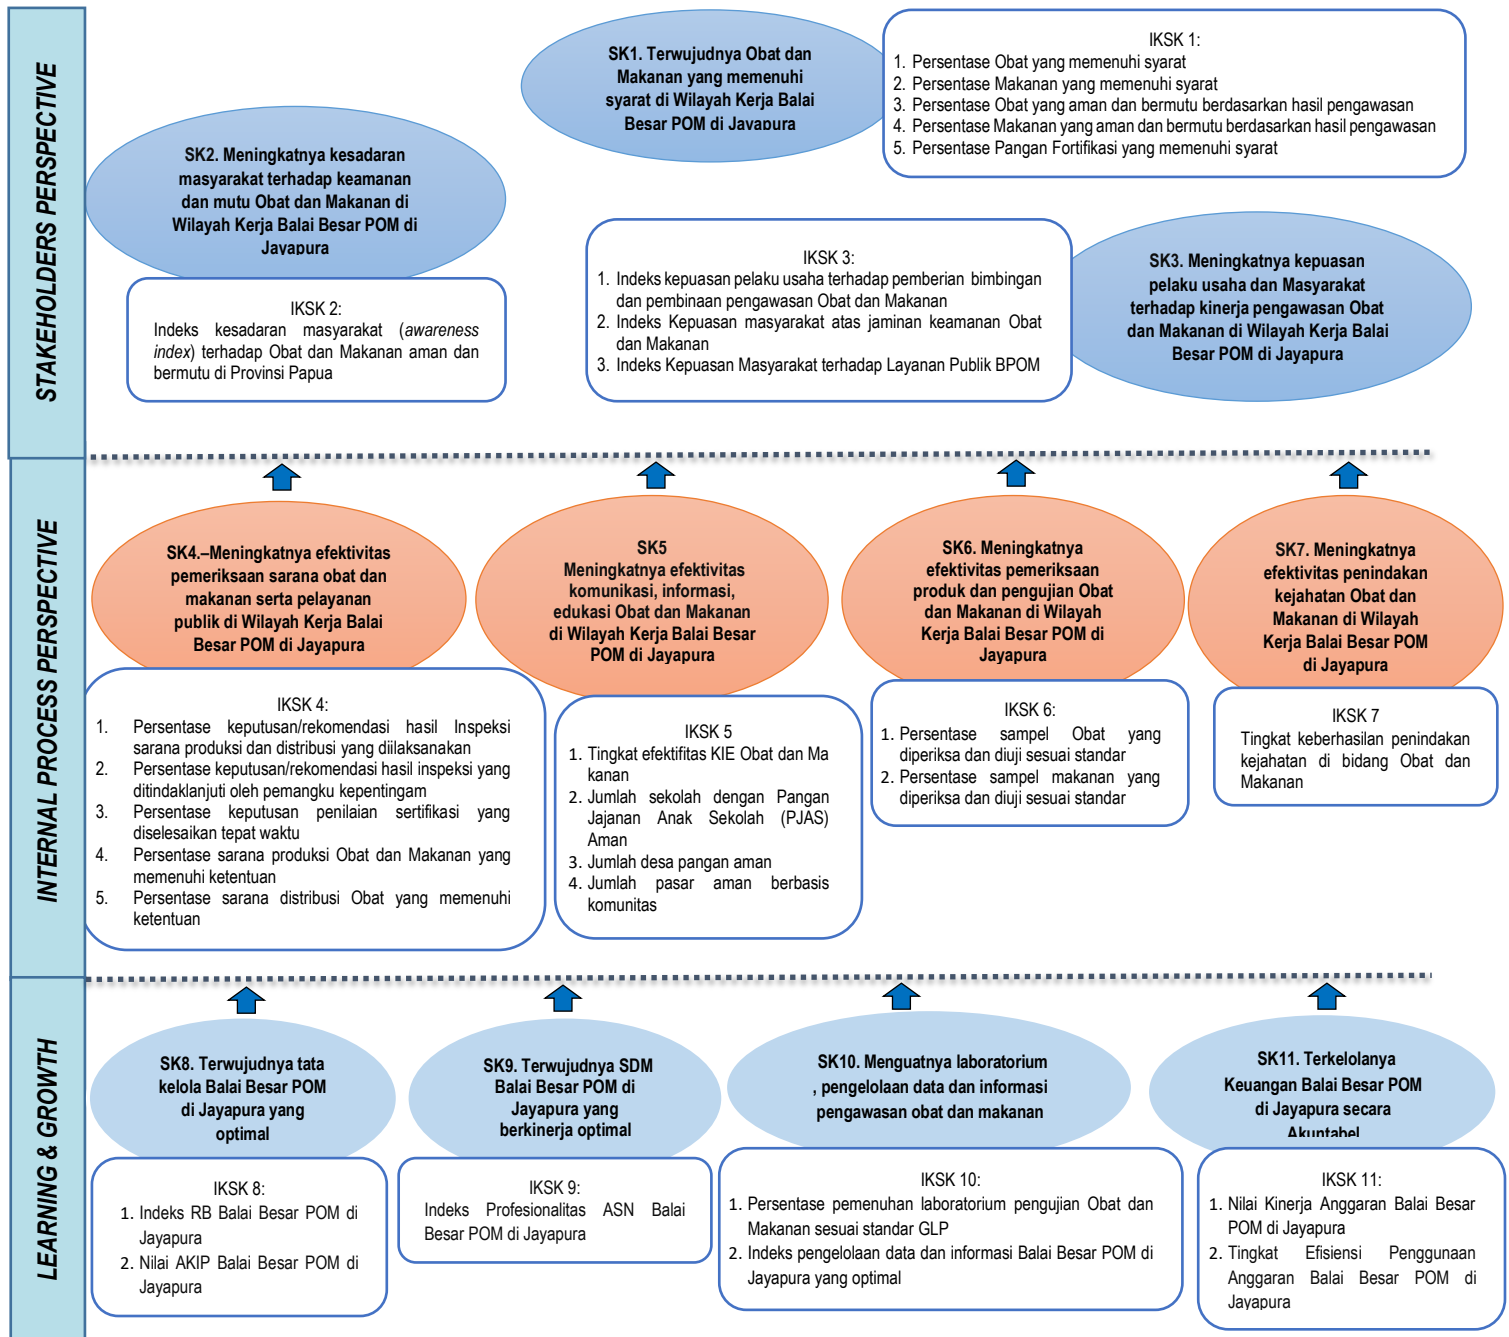 STAKEHOLDERS PERSPECTIVE
SK1. Terwujudnya Obat dan
Makanan yang memenuhi
syarat di Wilayah Kerja Balai
Besar POM di Jayapura
IKSK 1:
1. Persentase Obat yang memenuhi syarat
2. Persentase Makanan yang memenuhi syarat
3. Persentase Obat yang aman dan bermutu berdasarkan hasil pengawasan
4. Persentase Makanan yang aman dan bermutu berdasarkan hasil pengawasan
5. Persentase Pangan Fortifikasi yang memenuhi syarat
SK2. Meningkatnya kesadaran
masyarakat terhadap keamanan
dan mutu Obat dan Makanan di
Wilayah Kerja Balai Besar POM di
Jayapura
IKSK 2:
Indeks kesadaran masyarakat (awareness
index) terhadap Obat dan Makanan aman dan
bermutu di Provinsi Papua
IKSK 3:
1. Indeks kepuasan pelaku usaha terhadap pemberian bimbingan
dan pembinaan pengawasan Obat dan Makanan
2. Indeks Kepuasan masyarakat atas jaminan keamanan Obat
dan Makanan
3. Indeks Kepuasan Masyarakat terhadap Layanan Publik BPOM
SK3. Meningkatnya kepuasan
pelaku usaha dan Masyarakat
terhadap kinerja pengawasan Obat
dan Makanan di Wilayah Kerja Balai
Besar POM di Jayapura
INTERNAL PROCESS PERSPECTIVE
SK4.–Meningkatnya efektivitas
pemeriksaan sarana obat dan
makanan serta pelayanan
publik di Wilayah Kerja Balai
Besar POM di Jayapura
IKSK 4:
1. Persentase keputusan/rekomendasi hasil Inspeksi
sarana produksi dan distribusi yang diilaksanakan
2. Persentase keputusan/rekomendasi hasil inspeksi yang
ditindaklanjuti oleh pemangku kepentingam
3. Persentase keputusan penilaian sertifikasi yang
diselesaikan tepat waktu
4. Persentase sarana produksi Obat dan Makanan yang
memenuhi ketentuan
5. Persentase sarana distribusi Obat yang memenuhi
ketentuan
SK5
Meningkatnya efektivitas
komunikasi, informasi,
edukasi Obat dan Makanan
di Wilayah Kerja Balai Besar
POM di Jayapura
IKSK 5
1. Tingkat efektifitas KIE Obat dan Ma
kanan
2. Jumlah sekolah dengan Pangan
Jajanan Anak Sekolah (PJAS)
Aman
3. Jumlah desa pangan aman
4. Jumlah pasar aman berbasis
komunitas
SK6. Meningkatnya
efektivitas pemeriksaan
produk dan pengujian Obat
dan Makanan di Wilayah
Kerja Balai Besar POM di
Jayapura
IKSK 6:
1. Persentase sampel Obat yang
diperiksa dan diuji sesuai standar
2. Persentase sampel makanan yang
diperiksa dan diuji sesuai standar
SK7. Meningkatnya
efektivitas penindakan
kejahatan Obat dan
Makanan di Wilayah
Kerja Balai Besar POM
di Jayapura
IKSK 7
Tingkat keberhasilan penindakan
kejahatan di bidang Obat dan
Makanan
LEARNING & GROWTH
SK8. Terwujudnya tata
kelola Balai Besar POM
di Jayapura yang
optimal
IKSK 8:
1. Indeks RB Balai Besar POM di
Jayapura
2. Nilai AKIP Balai Besar POM di
Jayapura
SK9. Terwujudnya SDM
Balai Besar POM di
Jayapura yang
berkinerja optimal
IKSK 9:
Indeks Profesionalitas ASN Balai
Besar POM di Jayapura
SK10. Menguatnya laboratorium
, pengelolaan data dan informasi
pengawasan obat dan makanan
IKSK 10:
1. Persentase pemenuhan laboratorium pengujian Obat dan
Makanan sesuai standar GLP
2. Indeks pengelolaan data dan informasi Balai Besar POM di
Jayapura yang optimal
SK11. Terkelolanya
Keuangan Balai Besar POM
di Jayapura secara
Akuntabel
IKSK 11:
1. Nilai Kinerja Anggaran Balai Besar
POM di Jayapura
2. Tingkat Efisiensi Penggunaan
Anggaran Balai Besar POM di
Jayapura